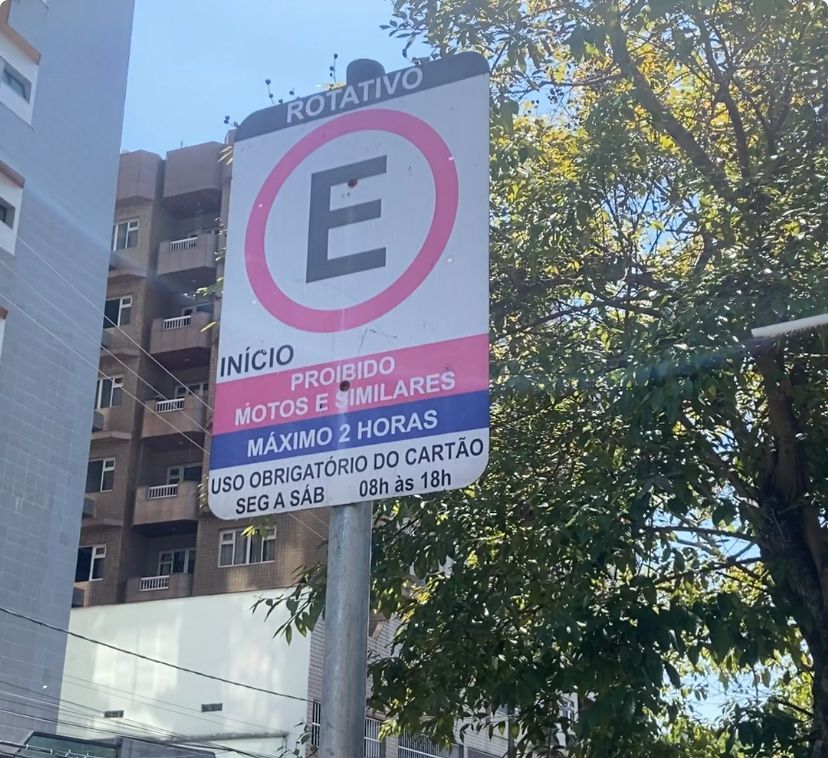 ROTATIVO
E
INÍCIO
PROIBIDO
MOTOS E SIMILARES
MÁXIMO 2 HORAS
USO OBRIGATÓRIO DO CARTÃO
SEG A SÁB 08h às 18h